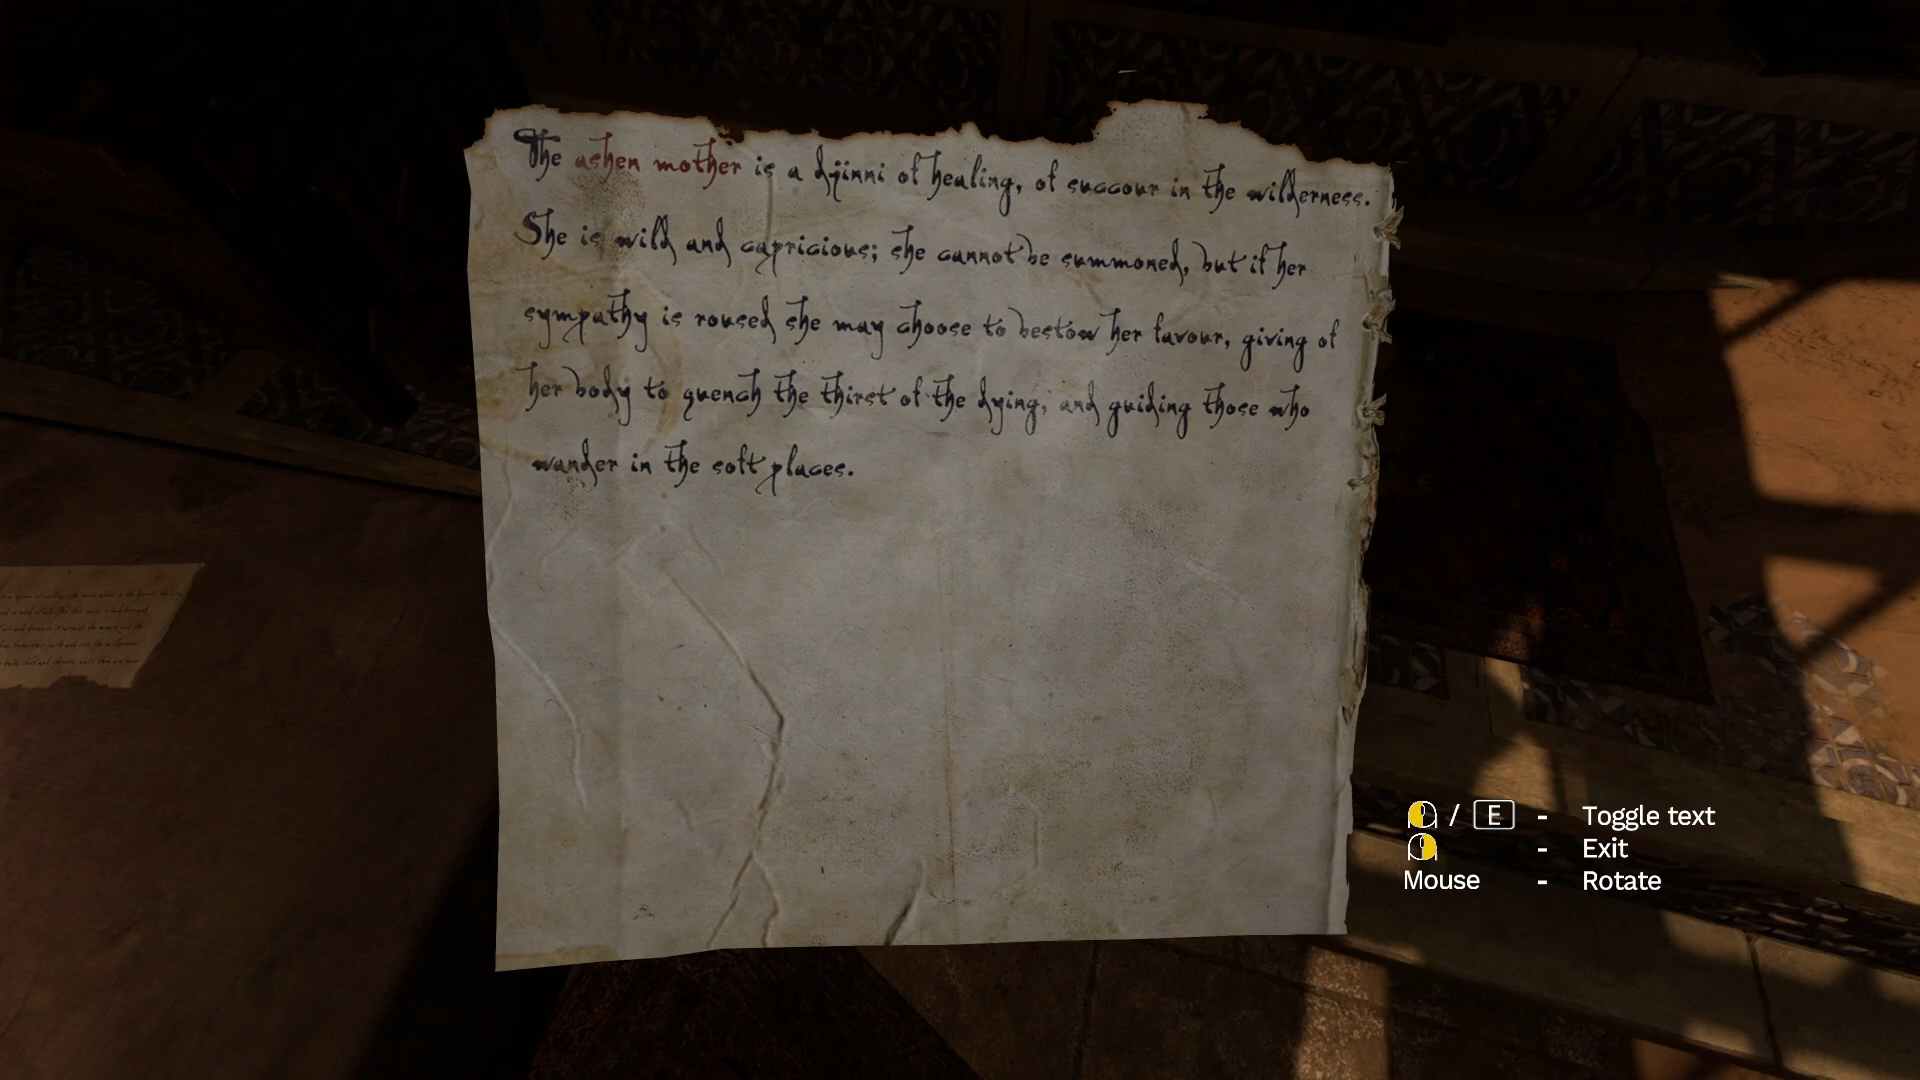 The ashen mother is a dyinni of healing, of succour in the wilderness.
She is wild and capricious; she cannot be summoned, but if her
sympathy is roused she may choose to bestow her favour, giving of
her body to quench the thirst of the dying, and guiding those who
wander in the soft places.
/ E - Toggle text
- Exit
Mouse - Rotate